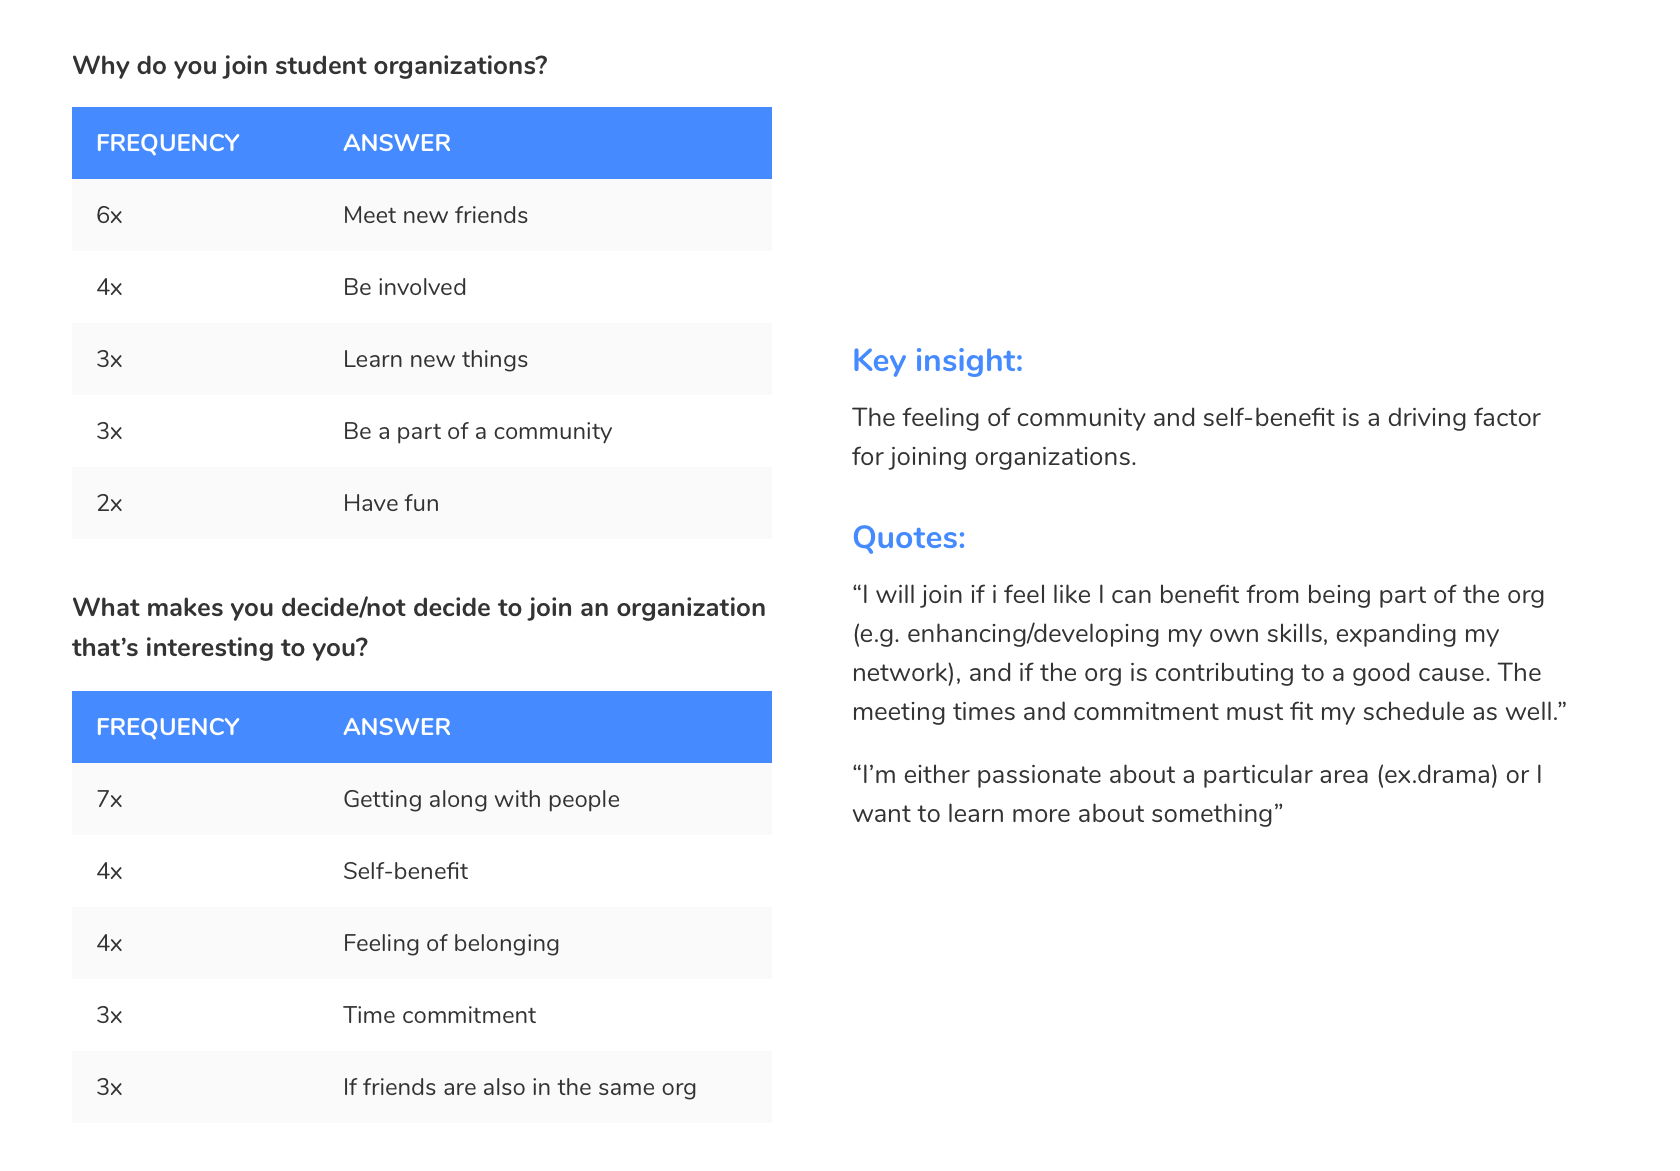 Why do you join student organizations?
FREQUENCY ANSWER
6x Meet new friends
4x Be involved
3x Learn new things
3x Be a part of a community
2x Have fun
What makes you decide/not decide to join an organization
that’s interesting to you?
FREQUENCY ANSWER
7x Getting along with people
4x Self-benefit
4x Feeling of belonging
3x Time commitment
3x If friends are also in the same org
Key insight:
The feeling of community and self-benefit is a driving factor
for joining organizations.
Quotes:
“I will join if i feel like I can benefit from being part of the org
(e.g. enhancing/developing my own skills, expanding my
network), and if the org is contributing to a good cause. The
meeting times and commitment must fit my schedule as well.”
“I’m either passionate about a particular area (ex.drama) or I
want to learn more about something”